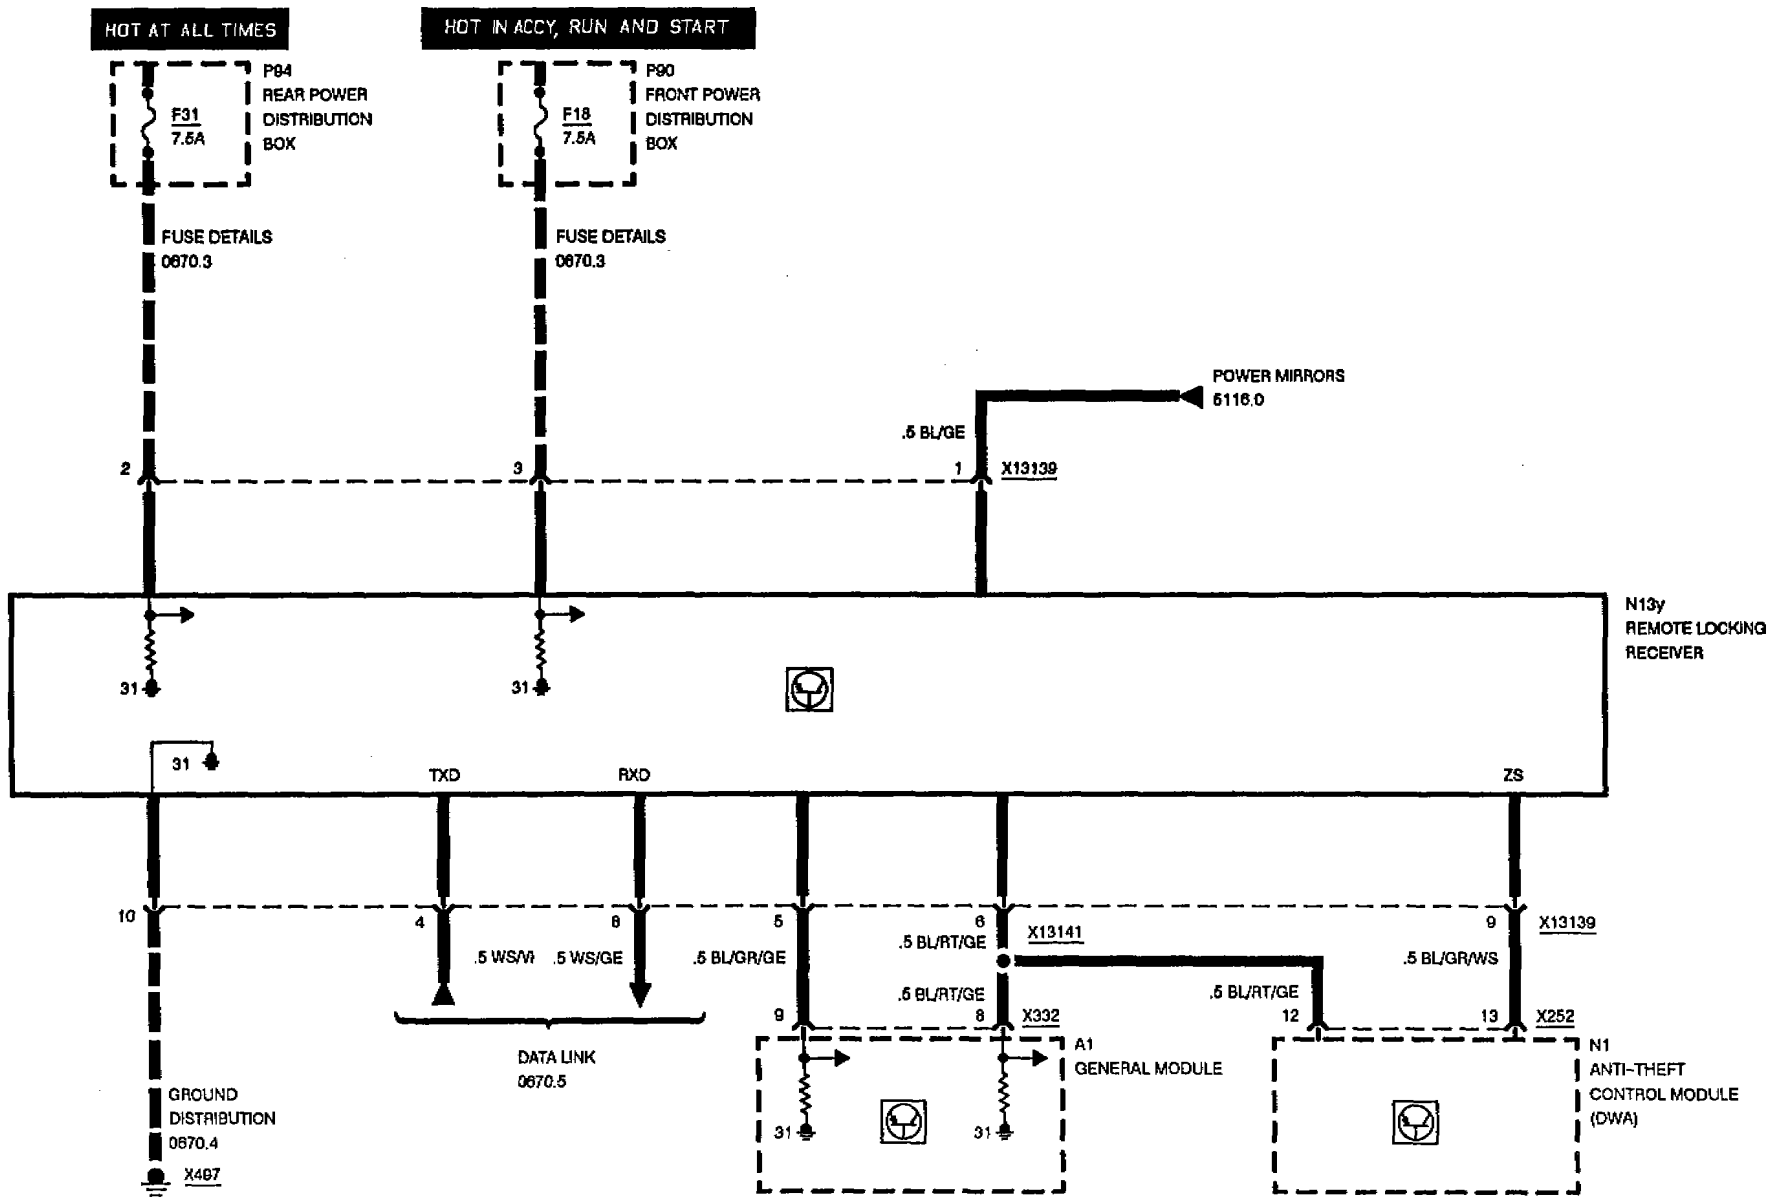 HOT AT ALL TIMES
HOT IN ACCY, RUN AND START
P94
REAR POWER
DISTRIBUTION
BOX
F31
7.5A
P90
FRONT POWER
DISTRIBUTION
BOX
F18
7.5A
FUSE DETAILS
0670.3
FUSE DETAILS
0670.3
POWER MIRRORS
5116.0
.5 BL/GE
2
3
1
X13139
N13y
REMOTE LOCKING
RECEIVER
31
31
31
TXD
RXD
ZS
10
4
8
5
6
9
X13139
X13141
.5 WS/VI
.5 WS/GE
.5 BL/GR/GE
.5 BL/RT/GE
.5 BL/GR/WS
.5 BL/RT/GE
.5 BL/RT/GE
9
8
X332
12
13
X252
DATA LINK
0670.5
A1
GENERAL MODULE
N1
ANTI-THEFT
CONTROL MODULE
(DWA)
GROUND
DISTRIBUTION
0670.4
31
31
X497